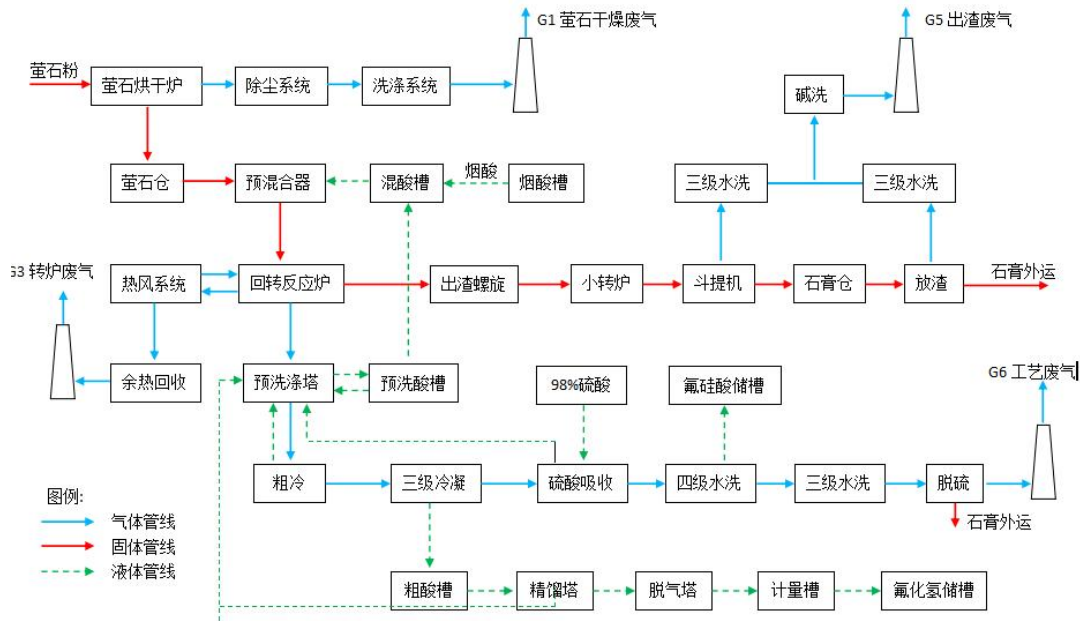 G1 萤石干燥废气
G5 出渣废气
萤石粉
萤石烘干炉
除尘系统
洗涤系统
碱洗
萤石仓
预混合器
混酸槽
烟酸
烟酸槽
三级水洗
三级水洗
G3 转炉废气
热风系统
回转反应炉
出渣螺旋
小转炉
斗提机
石膏仓
放渣
石膏外运
余热回收
预洗涤塔
预洗酸槽
98%硫酸
氟硅酸储槽
G6 工艺废气
粗冷
三级冷凝
硫酸吸收
四级水洗
三级水洗
脱硫
石膏外运
图例:
气体管线
固体管线
液体管线
粗酸槽
精馏塔
脱气塔
计量槽
氟化氢储槽